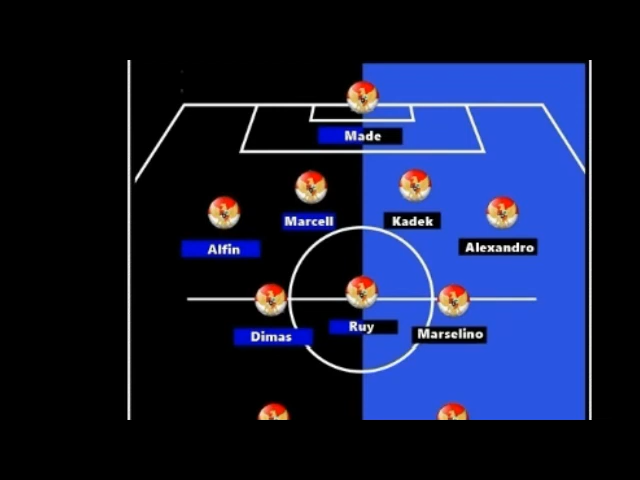 Made
Marcell
Kadek
Alfin
Alexandro
Dimas
Ruy
Marselino